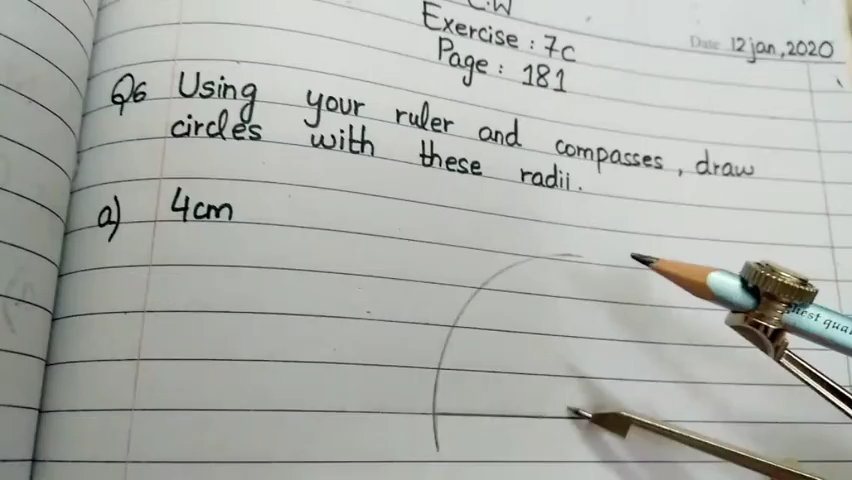 C.W
Exercise : 7c
Page : 181
Date 12 jan, 2020
Q6 Using your ruler and compasses, draw
circles with these radii.
a) 4cm